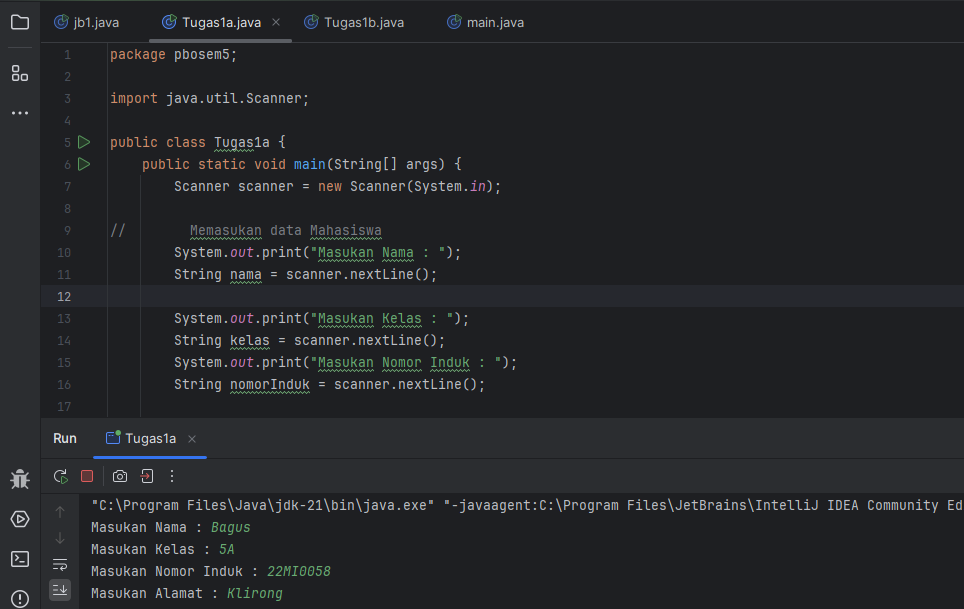 jb1.java Tugas1a.java Tugas1b.java main.java
1 package pbosem5;
2
3 import java.util.Scanner;
4
5 public class Tugas1a {
6 public static void main(String[] args) {
7 Scanner scanner = new Scanner(System.in);
8
9 // Memasukan data Mahasiswa
10 System.out.print("Masukan Nama : ");
11 String nama = scanner.nextLine();
12
13 System.out.print("Masukan Kelas : ");
14 String kelas = scanner.nextLine();
15 System.out.print("Masukan Nomor Induk : ");
16 String nomorInduk = scanner.nextLine();
17
Run Tugas1a
"C:\Program Files\Java\jdk-21\bin\java.exe" "-javaagent:C:\Program Files\JetBrains\IntelliJ IDEA Community Ed
Masukan Nama : Bagus
Masukan Kelas : 5A
Masukan Nomor Induk : 22MI0058
Masukan Alamat : Klirong